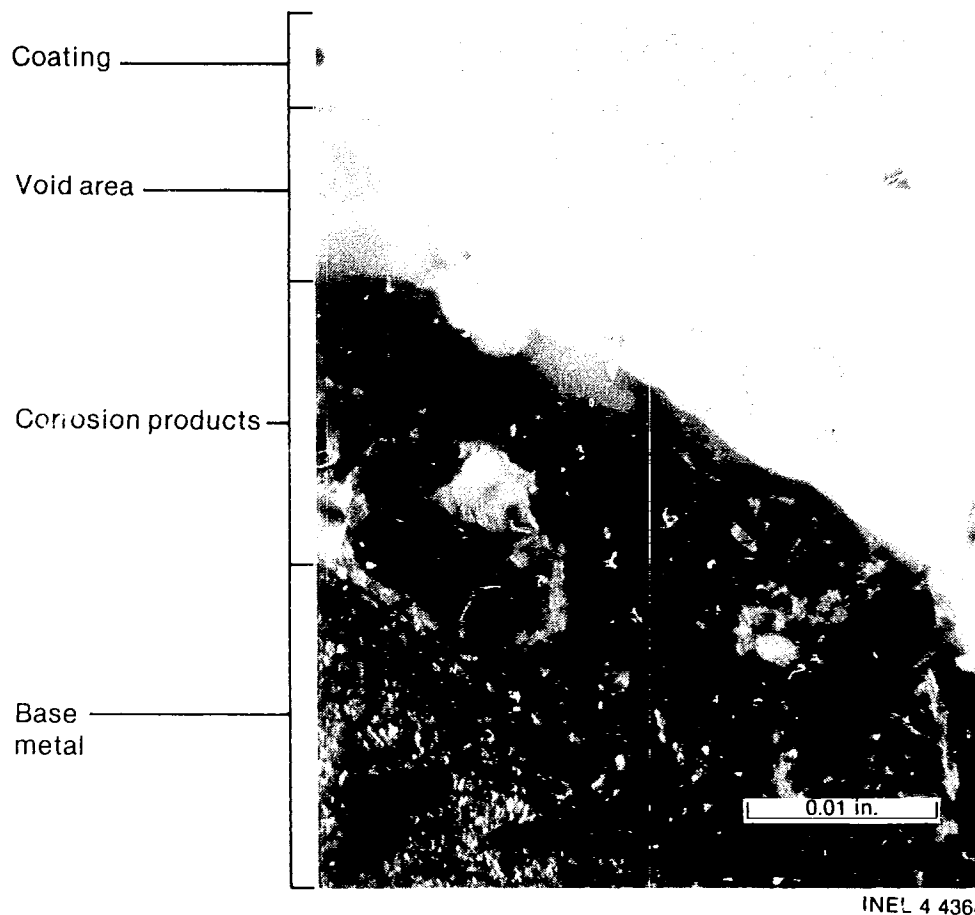 Coating
Void area
Corrosion products
Base
metal
0.01 in.
INEL 4 436